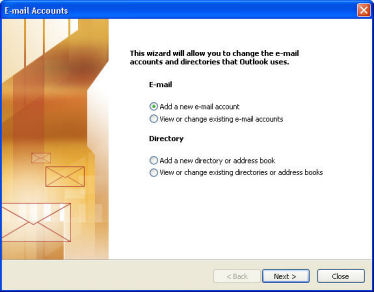 E-mail Accounts
This wizard will allow you to change the e-mail
accounts and directories that Outlook uses.
E-mail
Add a new e-mail account
View or change existing e-mail accounts
Directory
Add a new directory or address book
View or change existing directories or address books
< Back
Next >
Close